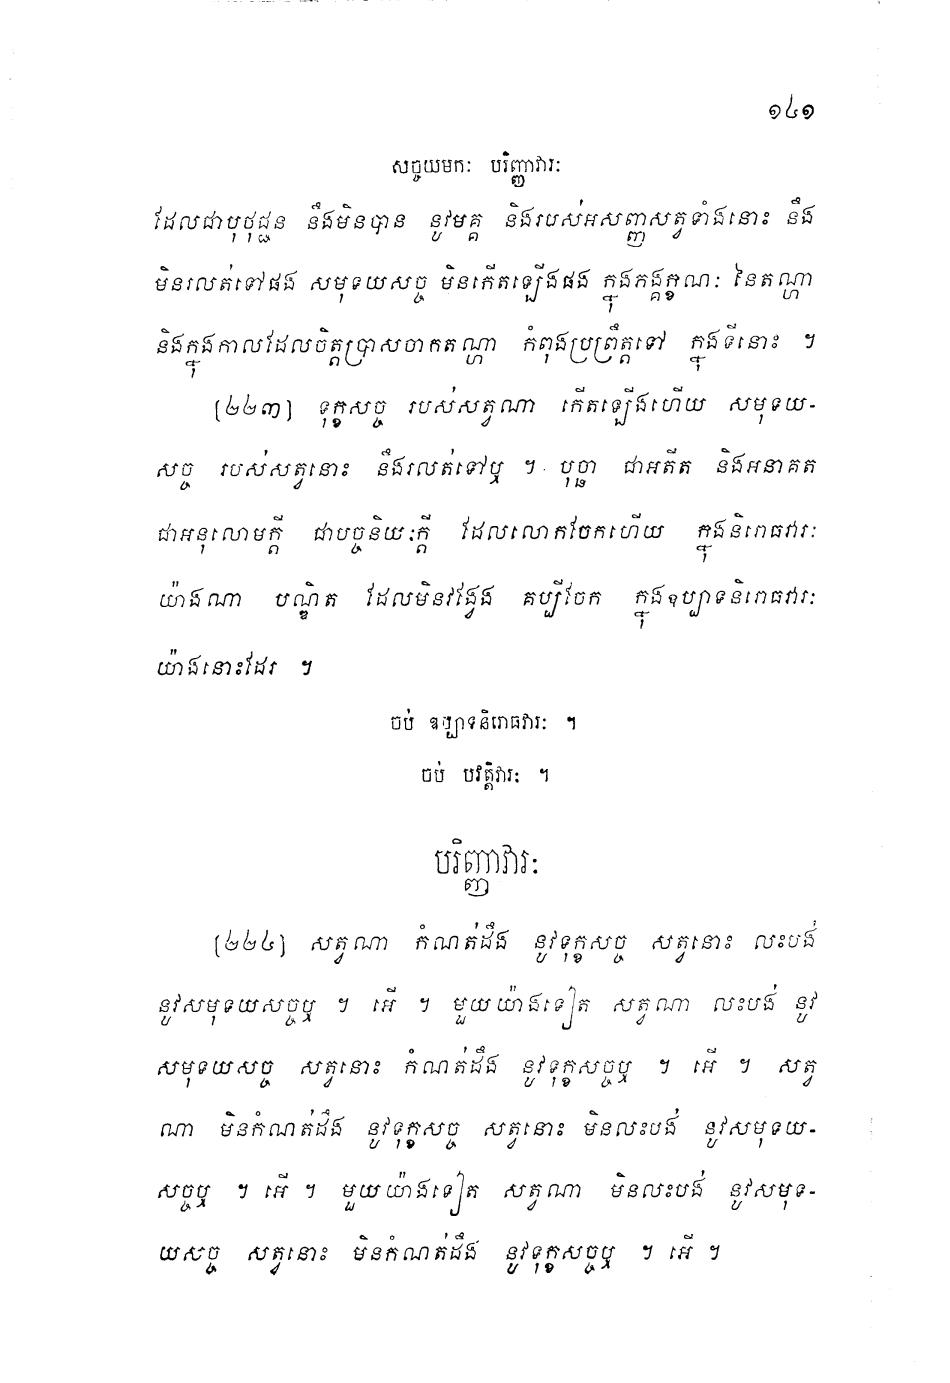 ១៤១
សច្ចយមកៈ បរិញ្ញាវារៈ
ដែលជាបុថុជ្ជន នឹងមិនបាន នូវមគ្គ និងរបស់អសញ្ញសត្វទាំងនោះ នឹង
មិនរលត់ទៅផង សមុទយសច្ច មិនកើតឡើងផង ក្នុងភង្គក្ខណៈ នៃតណ្ហា
និងក្នុងកាលដែលចិត្តប្រាសចាកតណ្ហា កំពុងប្រព្រឹត្តទៅ ក្នុងទីនោះ ។
(២២៣) ទុក្ខសច្ច របស់សត្វណា កើតឡើងហើយ សមុទយ-
សច្ច របស់សត្វនោះ នឹងរលត់ទៅឬ ។ បុច្ឆា ជាអតីត និងអនាគត
ជាអនុលោមក្តី ជាបច្ចនិយៈក្តី ដែលលោកចែកហើយ ក្នុងនិរោធវារៈ
យ៉ាងណា បណ្ឌិត ដែលមិនវង្វែង គប្បីចែក ក្នុងឧប្បាទនិរោធវារៈ
យ៉ាងនោះដែរ ។
ចប់ ឧប្បាទនិរោធវារៈ ។
ចប់ បវត្តិវារៈ ។
បរិញ្ញាវារៈ
(២២៤) សត្វណា កំណត់ដឹង នូវទុក្ខសច្ច សត្វនោះ លះបង់
នូវសមុទយសច្ចឬ ។ អើ ។ មួយយ៉ាងទៀត សត្វណា លះបង់ នូវ
សមុទយសច្ច សត្វនោះ កំណត់ដឹង នូវទុក្ខសច្ចឬ ។ អើ ។ សត្វ
ណា មិនកំណត់ដឹង នូវទុក្ខសច្ច សត្វនោះ មិនលះបង់ នូវសមុទយ-
សច្ចឬ ។ អើ ។ មួយយ៉ាងទៀត សត្វណា មិនលះបង់ នូវសមុទ-
យសច្ច សត្វនោះ មិនកំណត់ដឹង នូវទុក្ខសច្ចឬ ។ អើ ។